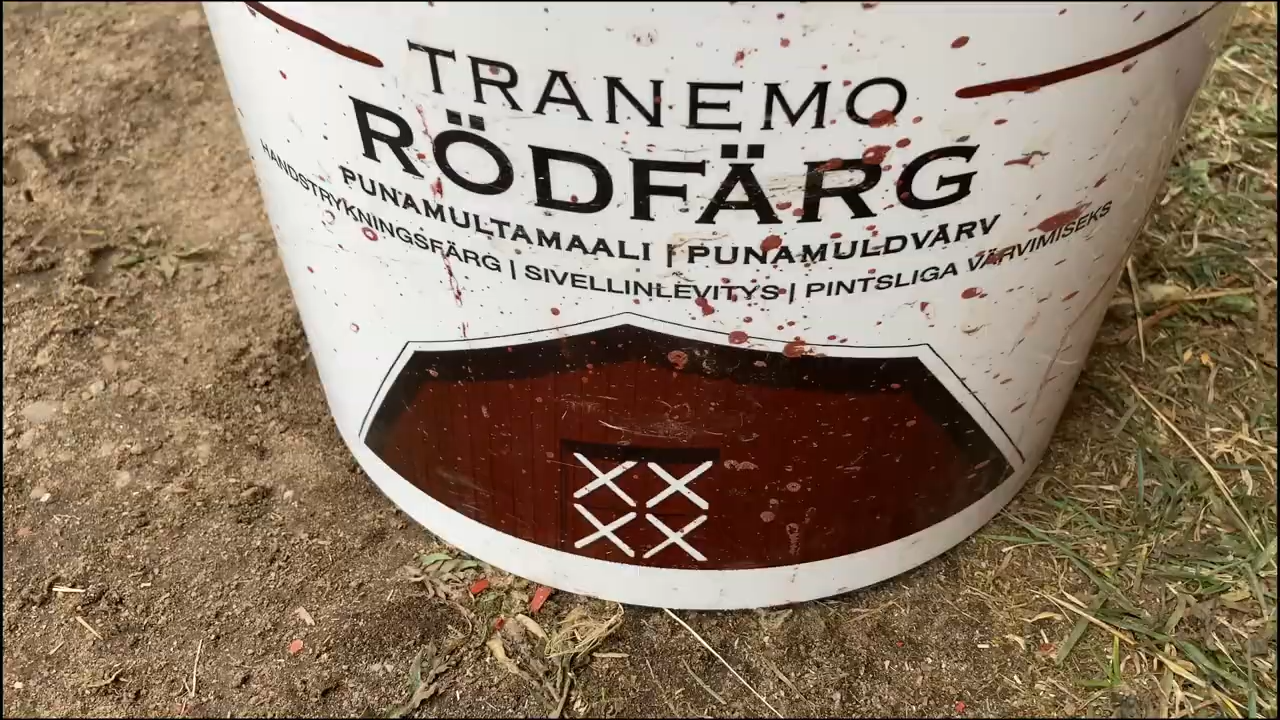 TRANEMO
RÖDFÄRG
PUNAMULTAMAALI | PUNAMULDVÄRV
HANDSTRYKNINGSFÄRG | SIVELLINLEVITYS | PINTSLIGA VÄRVIMISEKS